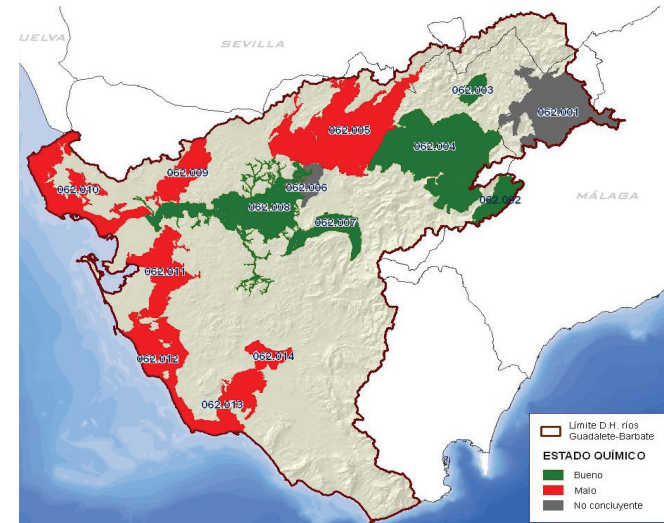 UELVA
SEVILLA
062.003
062.001
062.005
062.004
062.009
062.006
062.010
MÁLAGA
062.002
062.008
062.007
062.011
062.014
062.012
062.013
Límite D.H. ríos
Guadalete-Barbate
ESTADO QUÍMICO
Bueno
Malo
No concluyente